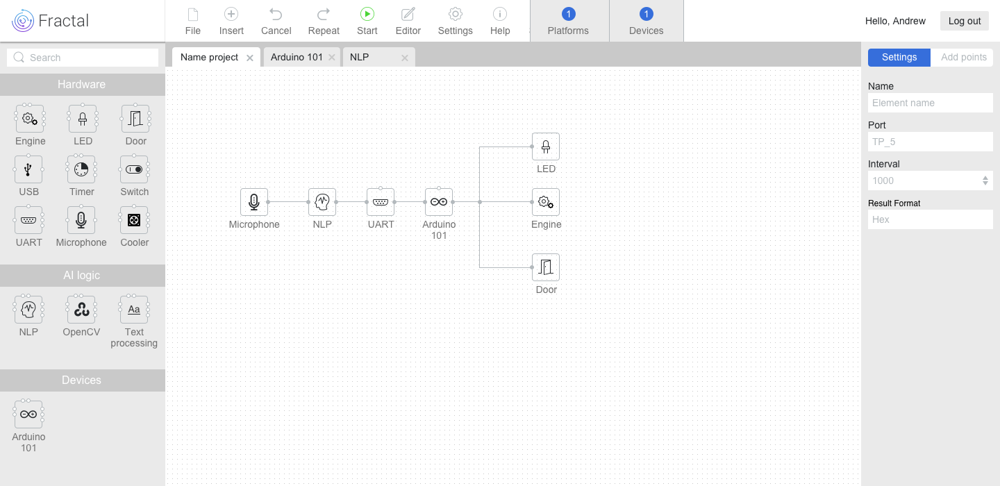 Fractal
File Insert Cancel Repeat Start Editor Settings Help
1 Platforms
1 Devices
Hello, Andrew
Log out
Search
Name project
Arduino 101
NLP
Settings
Add points
Hardware
Engine LED Door
USB Timer Switch
UART Microphone Cooler
AI logic
Aa
NLP OpenCV Text
processing
Devices
Arduino
101
LED
Microphone NLP UART Arduino
101
Engine
Door
Name
Element name
Port
TP_5
Interval
1000
Result Format
Hex